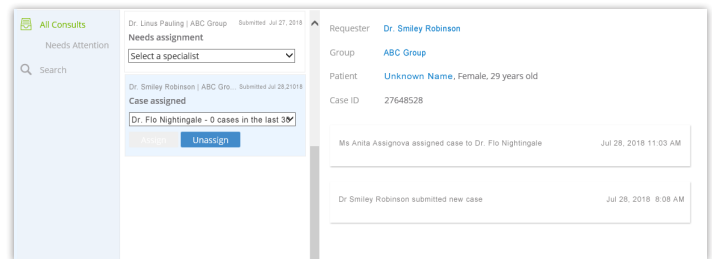 All Consults
Needs Attention
Search
Dr. Linus Pauling | ABC Group Submitted Jul 27, 2018
Needs assignment
Select a specialist
Dr. Smiley Robinson | ABC Gro... Submitted Jul 28,21018
Case assigned
Dr. Flo Nightingale - 0 cases in the last 30
Assign Unassign
Requester Dr. Smiley Robinson
Group ABC Group
Patient Unknown Name, Female, 29 years old
Case ID 27648528
Ms Anita Assignova assigned case to Dr. Flo Nightingale Jul 28, 2018 11:03 AM
Dr Smiley Robinson submitted new case Jul 28, 2018 8:08 AM